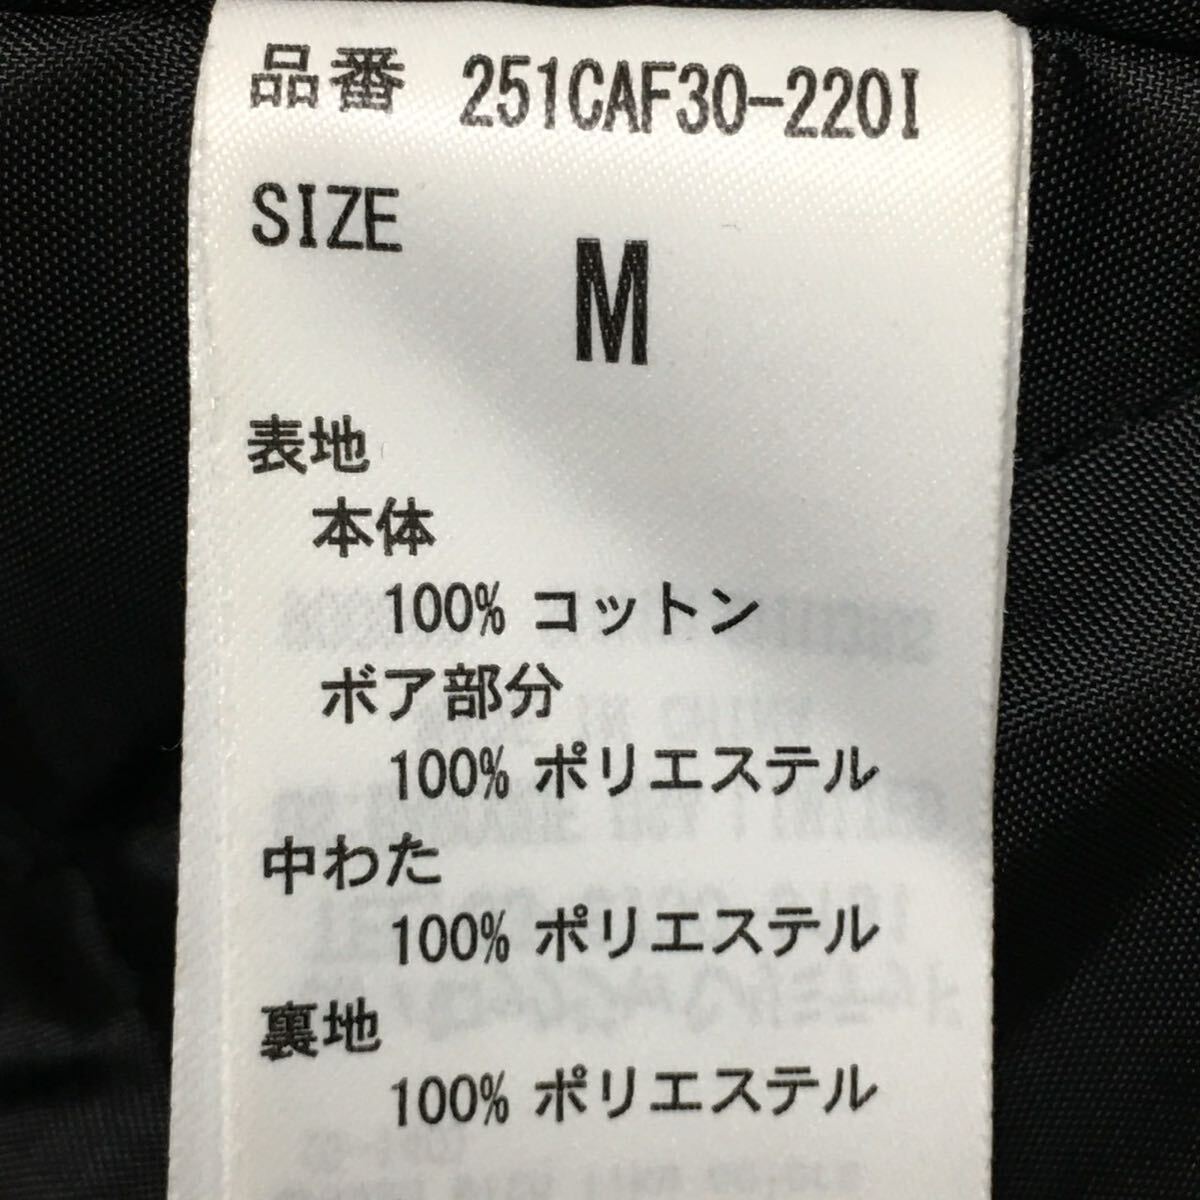 品番 251CAF30-220I
SIZE
M
表地
本体
100% コットン
ボア部分
100% ポリエステル
中わた
100% ポリエステル
裏地
100% ポリエステル